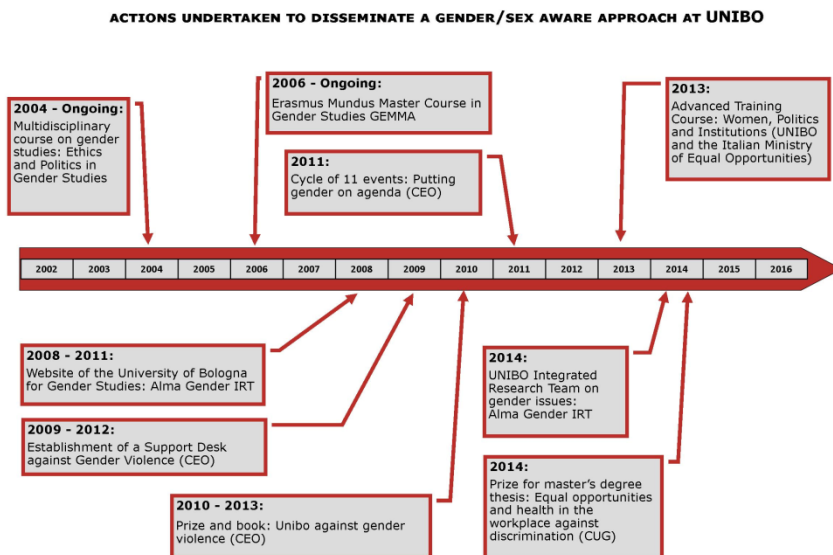 ACTIONS UNDERTAKEN TO DISSEMINATE A GENDER/SEX AWARE APPROACH AT UNIBO
2004 - Ongoing:
Multidisciplinary
course on gender
studies: Ethics
and Politics in
Gender Studies
2006 - Ongoing:
Erasmus Mundus Master Course in
Gender Studies GEMMA
2011:
Cycle of 11 events: Putting
gender on agenda (CEO)
2013:
Advanced Training
Course: Women, Politics
and Institutions (UNIBO
and the Italian Ministry
of Equal Opportunities)
2002 2003 2004 2005 2006 2007 2008 2009 2010 2011 2012 2013 2014 2015 2016
2008 - 2011:
Website of the University of Bologna
for Gender Studies: Alma Gender IRT
2009 - 2012:
Establishment of a Support Desk
against Gender Violence (CEO)
2010 - 2013:
Prize and book: Unibo against gender
violence (CEO)
2014:
UNIBO Integrated
Research Team on
gender issues:
Alma Gender IRT
2014:
Prize for master's degree
thesis: Equal opportunities
and health in the
workplace against
discrimination (CUG)